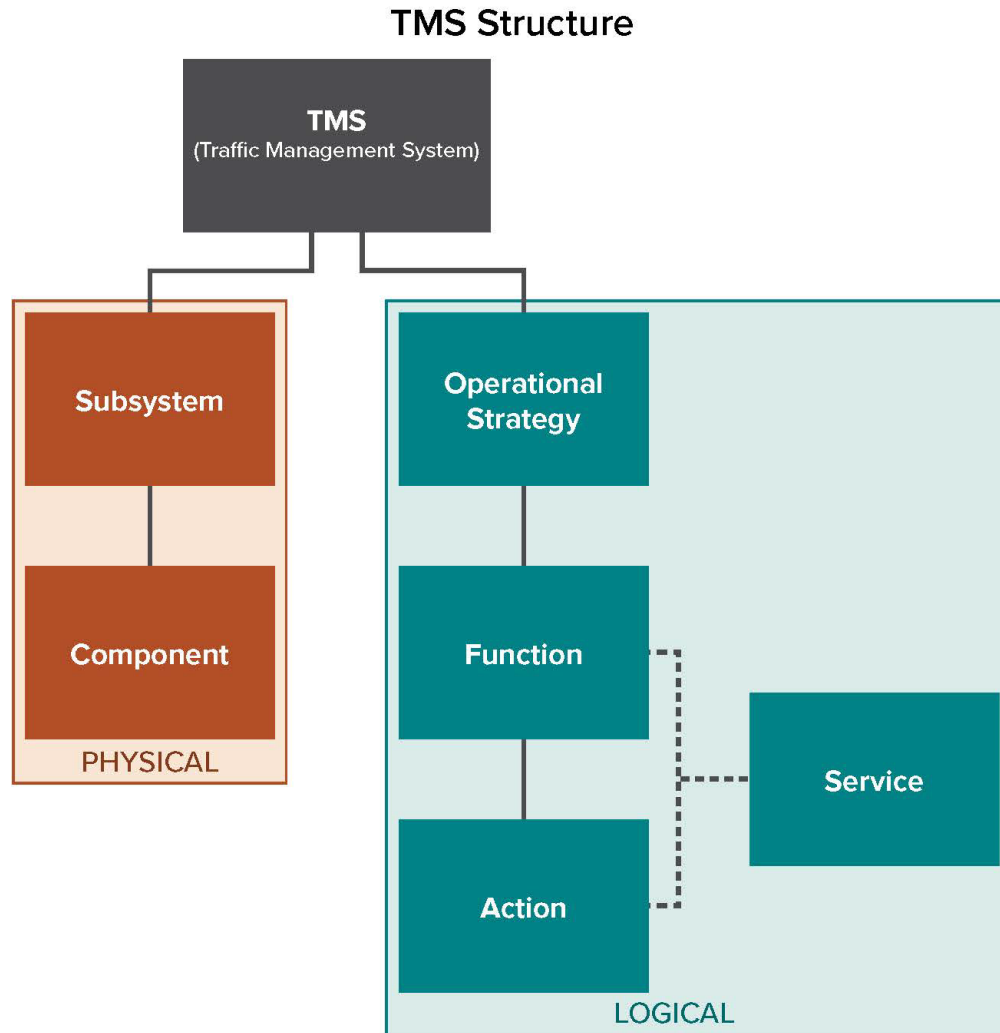 TMS Structure
TMS
(Traffic Management System)
Subsystem
Component
PHYSICAL
Operational
Strategy
Function
Action
Service
LOGICAL